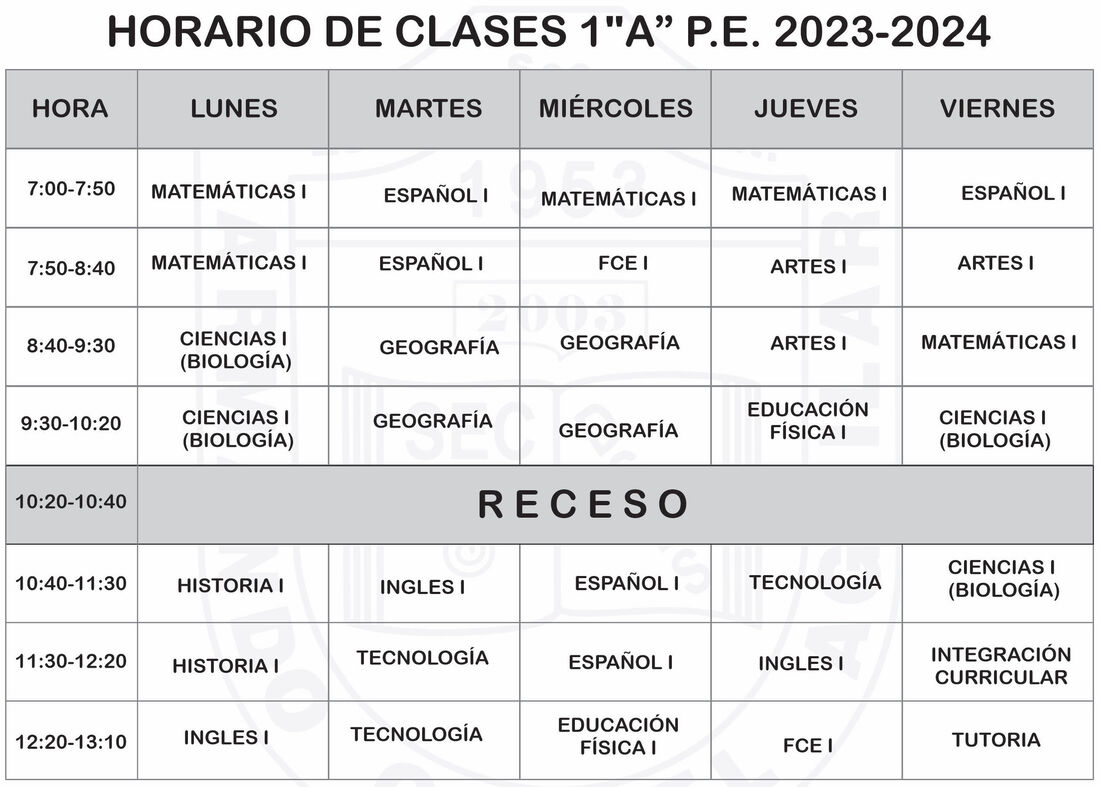 HORARIO DE CLASES 1"A” P.E. 2023-2024
HORA LUNES MARTES MIÉRCOLES JUEVES VIERNES
7:00-7:50 MATEMÁTICAS I ESPAÑOL I MATEMÁTICAS I MATEMÁTICAS I ESPAÑOL I
7:50-8:40 MATEMÁTICAS I ESPAÑOL I FCE I ARTES I ARTES I
8:40-9:30 CIENCIAS I (BIOLOGÍA) GEOGRAFÍA GEOGRAFÍA ARTES I MATEMÁTICAS I
9:30-10:20 CIENCIAS I (BIOLOGÍA) GEOGRAFÍA GEOGRAFÍA EDUCACIÓN FÍSICA I CIENCIAS I (BIOLOGÍA)
10:20-10:40 RECESO
10:40-11:30 HISTORIA I INGLES I ESPAÑOL I TECNOLOGÍA CIENCIAS I (BIOLOGÍA)
11:30-12:20 HISTORIA I TECNOLOGÍA ESPAÑOL I INGLES I INTEGRACIÓN CURRICULAR
12:20-13:10 INGLES I TECNOLOGÍA EDUCACIÓN FÍSICA I FCE I TUTORIA
1953
2003
SEC